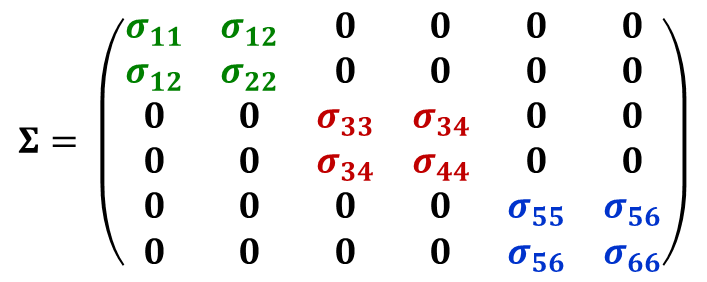 σ₁₁ σ₁₂ 0 0 0 0
σ₁₂ σ₂₂ 0 0 0 0
0 0 σ₃₃ σ₃₄ 0 0
Σ =
0 0 σ₃₄ σ₄₄ 0 0
0 0 0 0 σ₅₅ σ₅₆
0 0 0 0 σ₅₆ σ₆₆